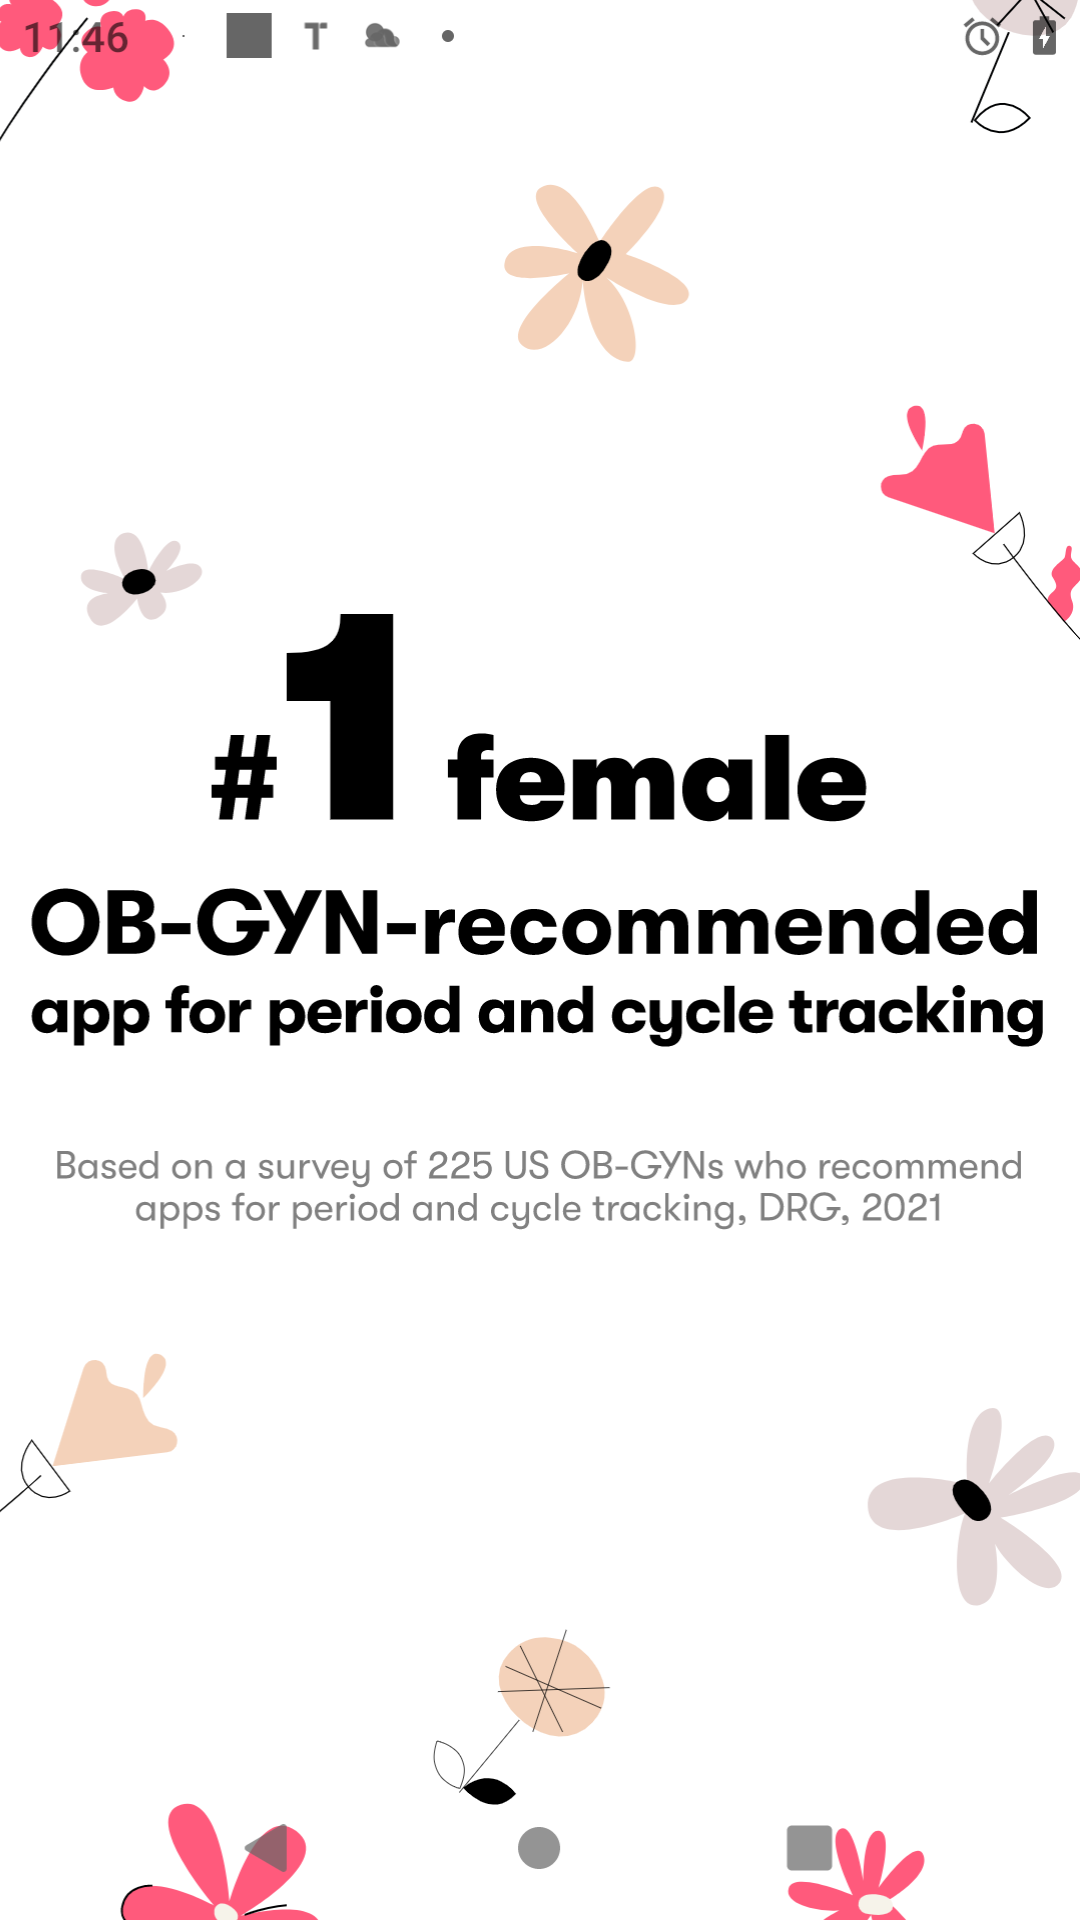 11:46
T
#1 female
OB-GYN-recommended
app for period and cycle tracking
Based on a survey of 225 US OB-GYNs who recommend
apps for period and cycle tracking, DRG, 2021